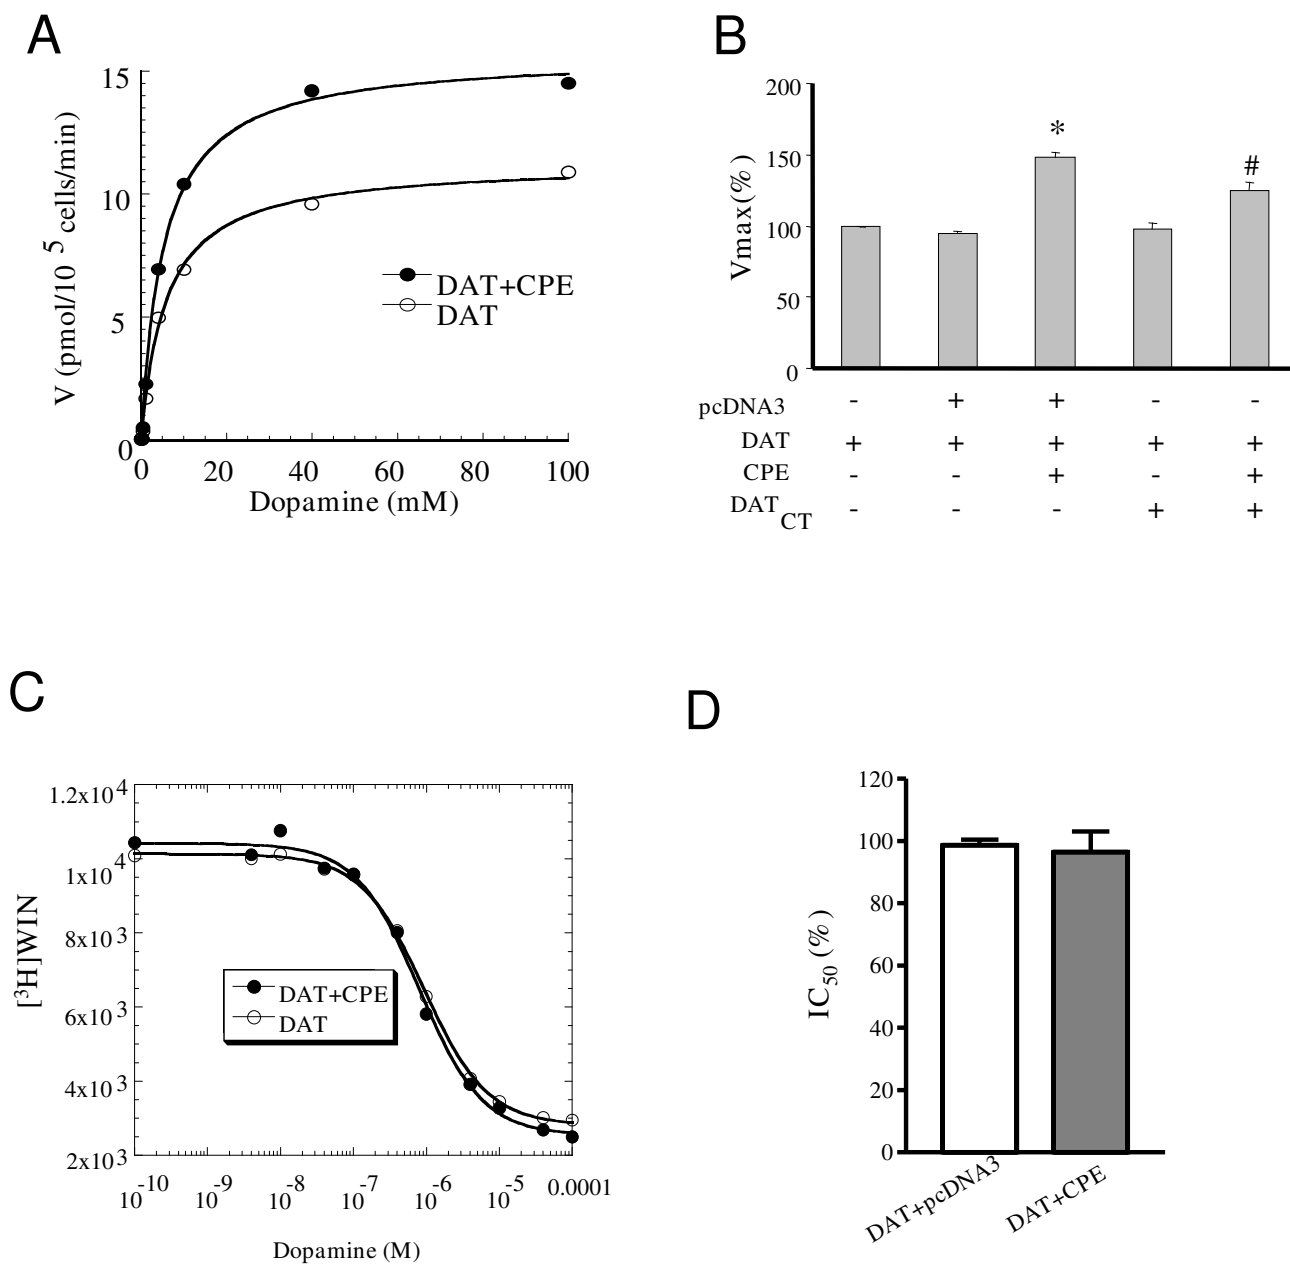 A
15
10
5
0
V (pmol/10 5 cells/min)
DAT+CPE
DAT
0 20 40 60 80 100
Dopamine (mM)
B
200
150
100
50
0
Vmax(%)
*
#
pcDNA3 - + + - -
DAT + + + + +
CPE - - + - +
DAT CT - - - + +
C
1.2x10 4
1x10 4
8x10 3
6x10 3
4x10 3
2x10 3
[3H]WIN
DAT+CPE
DAT
10 -10 10 -9 10 -8 10 -7 10 -6 10 -5 0.0001
Dopamine (M)
D
120
100
80
60
40
20
0
IC50 (%)
DAT+pcDNA3
DAT+CPE